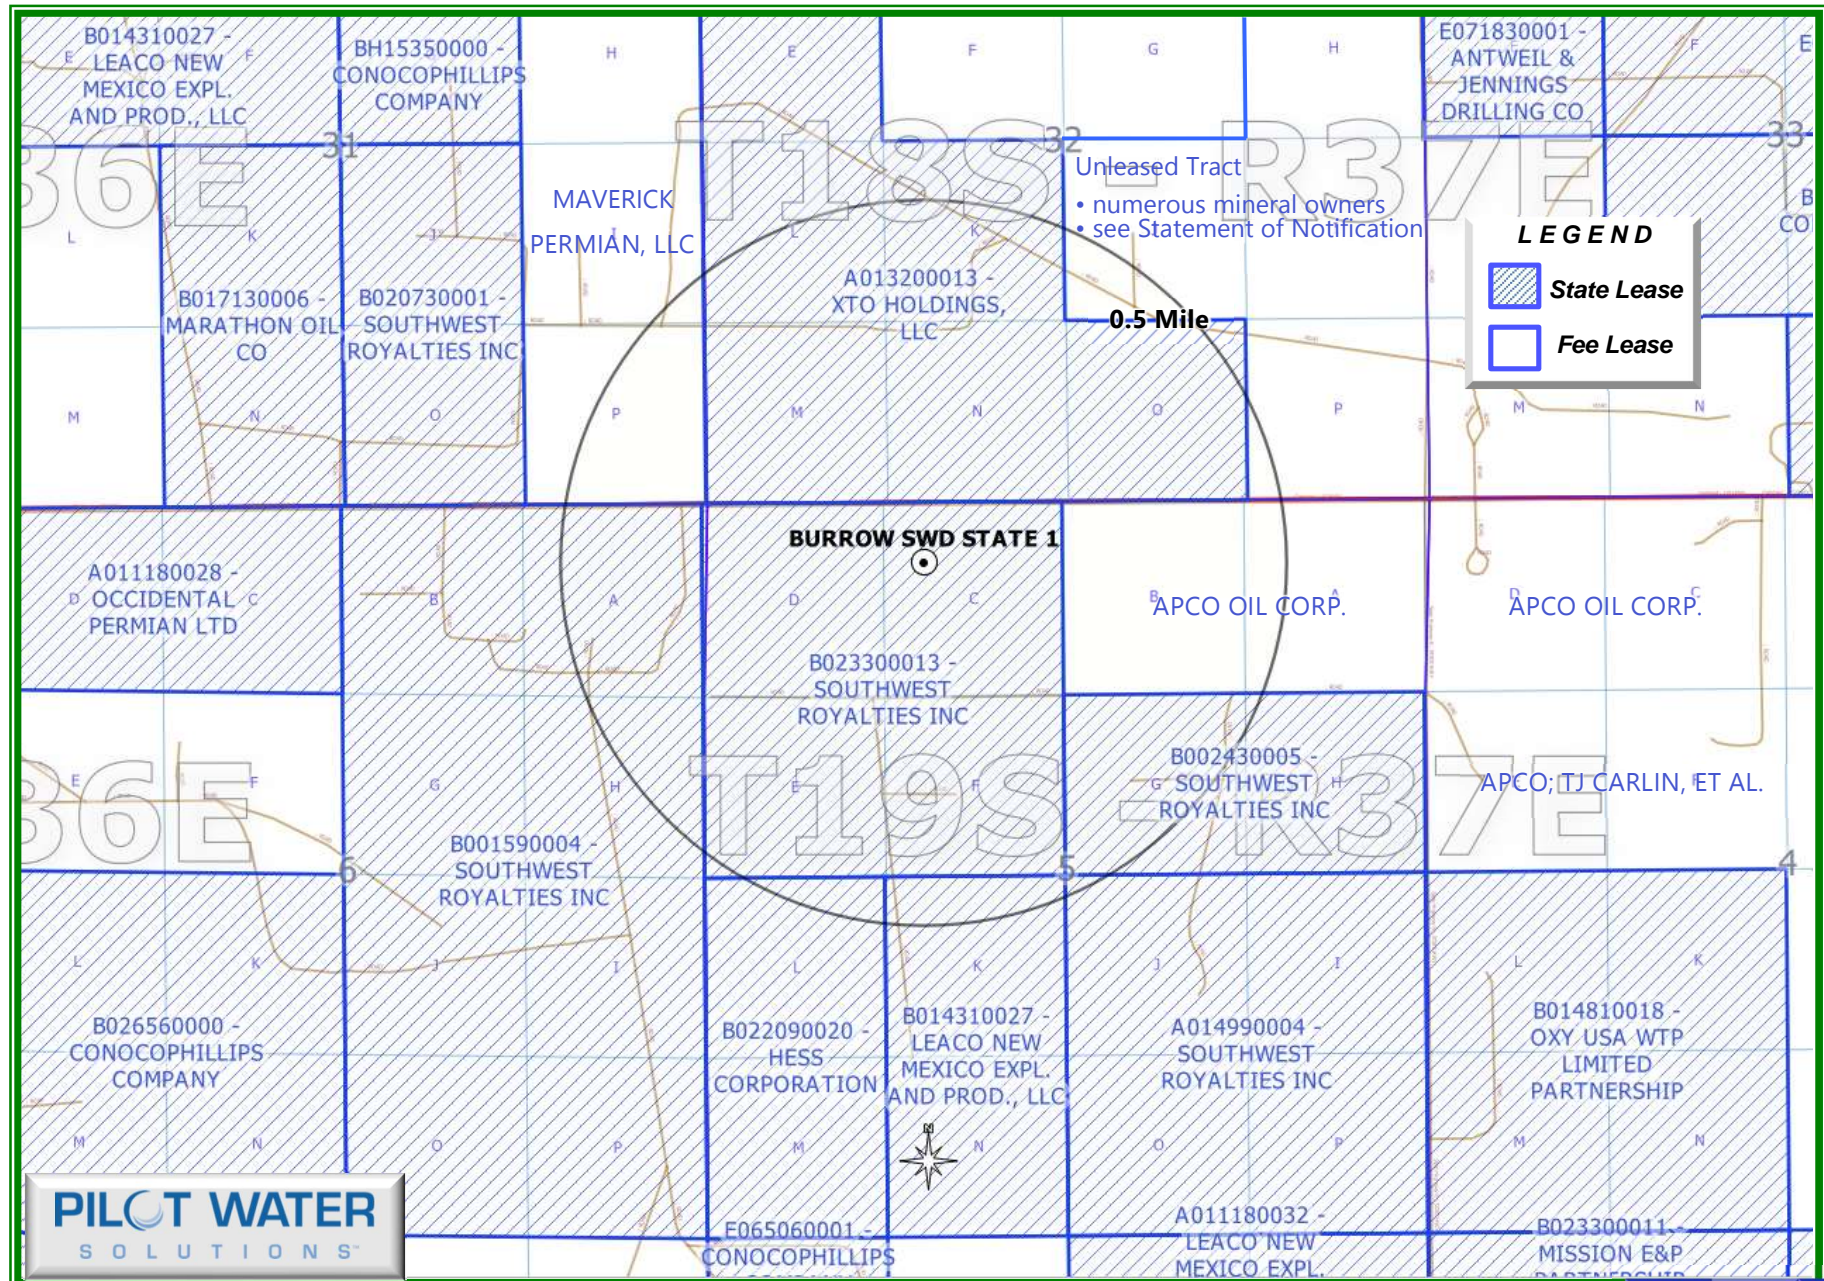 B014310027 -
LEACO NEW
MEXICO EXPL.
AND PROD., LLC
E
F
BH15350000 -
CONOCOPHILLIPS
COMPANY
H
E
F
G
H
E071830001 -
ANTWEIL &
JENNINGS
DRILLING CO
F
E
31
32
33
36E
T18S - R37E
L
K
J
MAVERICK
PERMIAN, LLC
I
L
K
Unleased Tract
• numerous mineral owners
• see Statement of Notification
B
CO
LEGEND
State Lease
Fee Lease
B017130006 -
MARATHON OIL
CO
B020730001 -
SOUTHWEST
ROYALTIES INC
A013200013 -
XTO HOLDINGS,
LLC
0.5 Mile
M
N
O
P
M
N
O
P
M
N
BURROW SWD STATE 1
A011180028 -
OCCIDENTAL
PERMIAN LTD
D
C
B
A
D
C
B
A
APCO OIL CORP.
D
C
APCO OIL CORP.
B023300013 -
SOUTHWEST
ROYALTIES INC
36E
T19S - R37E
E
F
G
H
E
F
G
H
B002430005 -
SOUTHWEST
ROYALTIES INC
APCO; TJ CARLIN, ET AL.
B001590004 -
SOUTHWEST
ROYALTIES INC
6
5
4
L
K
J
I
L
K
J
I
L
K
B026560000 -
CONOCOPHILLIPS
COMPANY
B022090020 -
HESS
CORPORATION
B014310027 -
LEACO NEW
MEXICO EXPL.
AND PROD., LLC
A014990004 -
SOUTHWEST
ROYALTIES INC
B014810018 -
OXY USA WTP
LIMITED
PARTNERSHIP
M
N
O
P
M
N
N
O
P
M
N
PILOT WATER
SOLUTIONS
E065060001 -
CONOCOPHILLIPS
COMPANY
A011180032 -
LEACO NEW
MEXICO EXPL.
B023300011 -
MISSION E&P
PARTNERSHIP